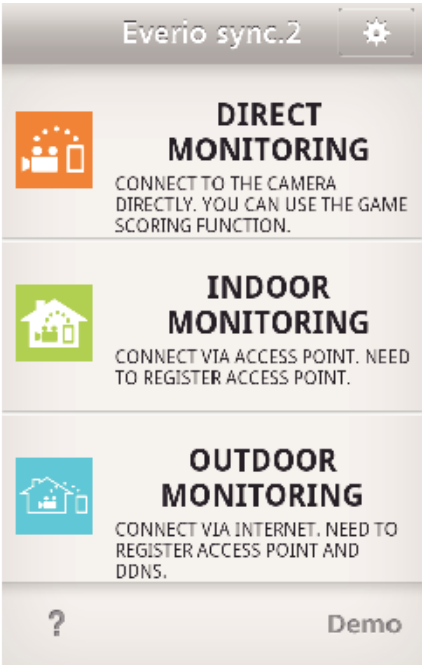 Everio sync.2
DIRECT
MONITORING
CONNECT TO THE CAMERA
DIRECTLY. YOU CAN USE THE GAME
SCORING FUNCTION.
INDOOR
MONITORING
CONNECT VIA ACCESS POINT. NEED
TO REGISTER ACCESS POINT.
OUTDOOR
MONITORING
CONNECT VIA INTERNET. NEED TO
REGISTER ACCESS POINT AND
DDNS.
? Demo